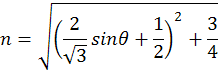 n = √((2/√3 sinθ + 1/2)² + 3/4)